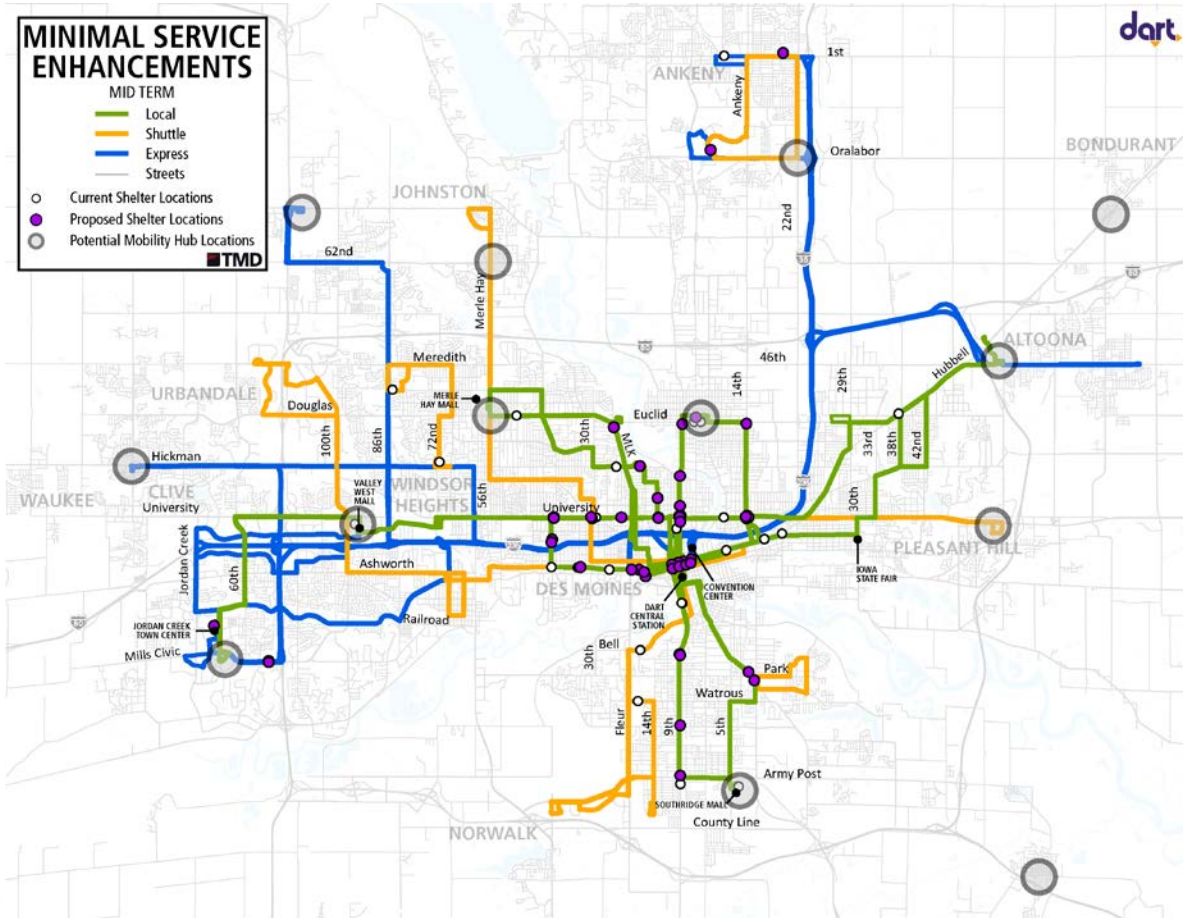 MINIMAL SERVICE
ENHANCEMENTS
MID TERM
Local
Shuttle
Express
Streets
Current Shelter Locations
Proposed Shelter Locations
Potential Mobility Hub Locations
TMD
dart
1st
ANKENY
Ankeny
Oralabor
BONDURANT
JOHNSTON
22nd
35
80
62nd
Merle Hay
35
ALTOONA
Hubbell
46th
Meredith
14th
29th
URBANDALE
MERLE
HAY MALL
Douglas
Euclid
30th
MLK
100th
86th
72nd
33rd
38th
42nd
Hickman
WAUKEE
CLIVE
University
VALLEY
WEST
MALL
WINDSOR
HEIGHTS
56th
University
30th
PLEASANT HILL
Jordan Creek
60th
Ashworth
DES MOINES
CONVENTION
CENTER
IOWA
STATE FAIR
DART
CENTRAL
STATION
Railroad
80
JORDAN CREEK
TOWN CENTER
Mills Civic
Bell
30th
Park
Watrous
Fleur
14th
9th
5th
Army Post
SOUTHRIDGE MALL
County Line
NORWALK